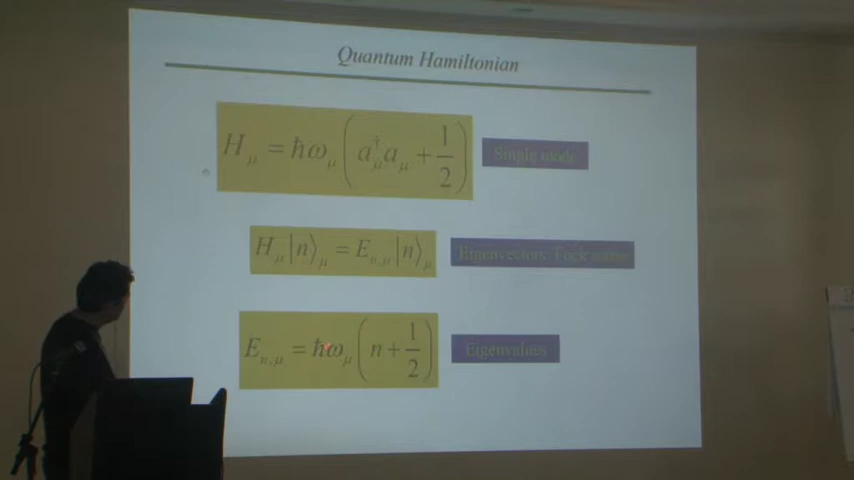 Quantum Hamiltonian
H_μ = ħω_μ (a†_μ a_μ + 1/2)
Single mode
H_μ |n⟩_μ = E_{n,μ} |n⟩_μ
Eigenvectors: Fock states
E_{n,μ} = ħω_μ (n + 1/2)
Eigenvalues